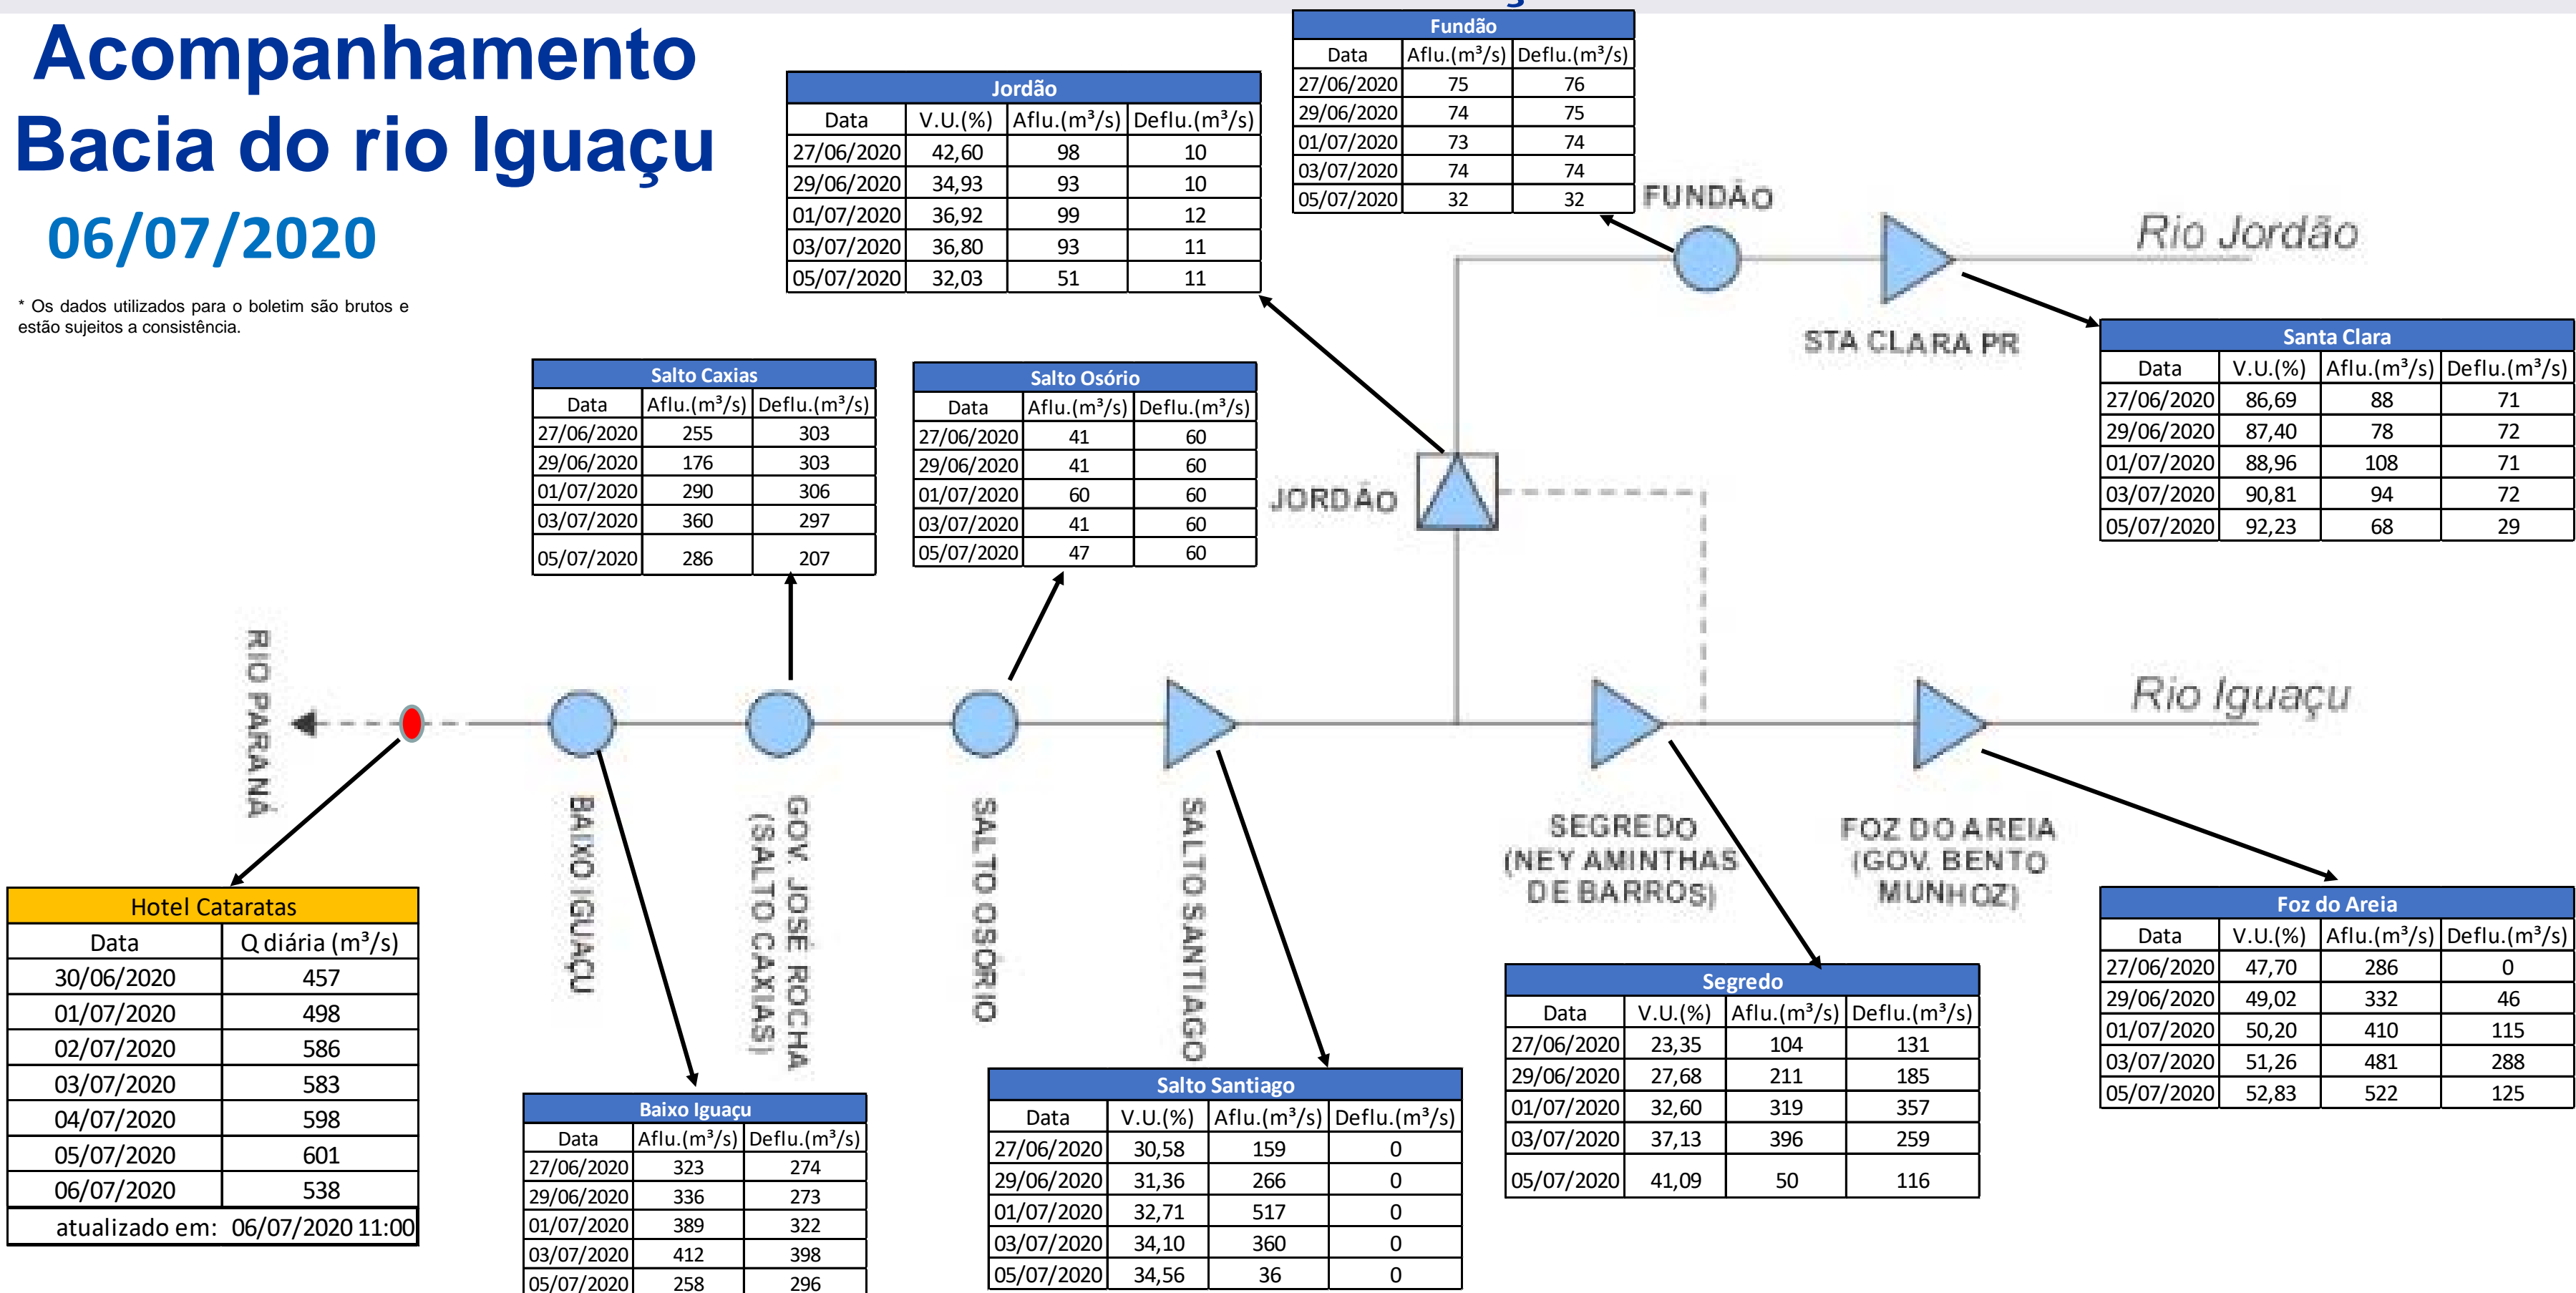 Acompanhamento
Bacia do rio Iguaçu
06/07/2020
* Os dados utilizados para o boletim são brutos e
estão sujeitos a consistência.
Jordão
Data V.U.(%) Aflu.(m³/s) Deflu.(m³/s)
27/06/2020 42,60 98 10
29/06/2020 34,93 93 10
01/07/2020 36,92 99 12
03/07/2020 36,80 93 11
05/07/2020 32,03 51 11
Fundão
Data Aflu.(m³/s) Deflu.(m³/s)
27/06/2020 75 76
29/06/2020 74 75
01/07/2020 73 74
03/07/2020 74 74
05/07/2020 32 32
FUNDÃO
Rio Jordão
STA CLARA PR
Santa Clara
Data V.U.(%) Aflu.(m³/s) Deflu.(m³/s)
27/06/2020 86,69 88 71
29/06/2020 87,40 78 72
01/07/2020 88,96 108 71
03/07/2020 90,81 94 72
05/07/2020 92,23 68 29
Salto Caxias
Data Aflu.(m³/s) Deflu.(m³/s)
27/06/2020 255 303
29/06/2020 176 303
01/07/2020 290 306
03/07/2020 360 297
05/07/2020 286 207
Salto Osório
Data Aflu.(m³/s) Deflu.(m³/s)
27/06/2020 41 60
29/06/2020 41 60
01/07/2020 60 60
03/07/2020 41 60
05/07/2020 47 60
JORDÃO
RIO PARANÁ
Rio Iguaçu
BAIXO IGUAÇU
GOV. JOSÉ ROCHA
(SALTO CAXIAS)
SALTO OSÓRIO
SALTO SANTIAGO
SEGREDO
(NEY AMINTHAS
DE BARROS)
FOZ DO AREIA
(GOV. BENTO
MUNHOZ)
Hotel Cataratas
Data Q diária (m³/s)
30/06/2020 457
01/07/2020 498
02/07/2020 586
03/07/2020 583
04/07/2020 598
05/07/2020 601
06/07/2020 538
atualizado em: 06/07/2020 11:00
Baixo Iguaçu
Data Aflu.(m³/s) Deflu.(m³/s)
27/06/2020 323 274
29/06/2020 336 273
01/07/2020 389 322
03/07/2020 412 398
05/07/2020 258 296
Salto Santiago
Data V.U.(%) Aflu.(m³/s) Deflu.(m³/s)
27/06/2020 30,58 159 0
29/06/2020 31,36 266 0
01/07/2020 32,71 517 0
03/07/2020 34,10 360 0
05/07/2020 34,56 36 0
Segredo
Data V.U.(%) Aflu.(m³/s) Deflu.(m³/s)
27/06/2020 23,35 104 131
29/06/2020 27,68 211 185
01/07/2020 32,60 319 357
03/07/2020 37,13 396 259
05/07/2020 41,09 50 116
Foz do Areia
Data V.U.(%) Aflu.(m³/s) Deflu.(m³/s)
27/06/2020 47,70 286 0
29/06/2020 49,02 332 46
01/07/2020 50,20 410 115
03/07/2020 51,26 481 288
05/07/2020 52,83 522 125